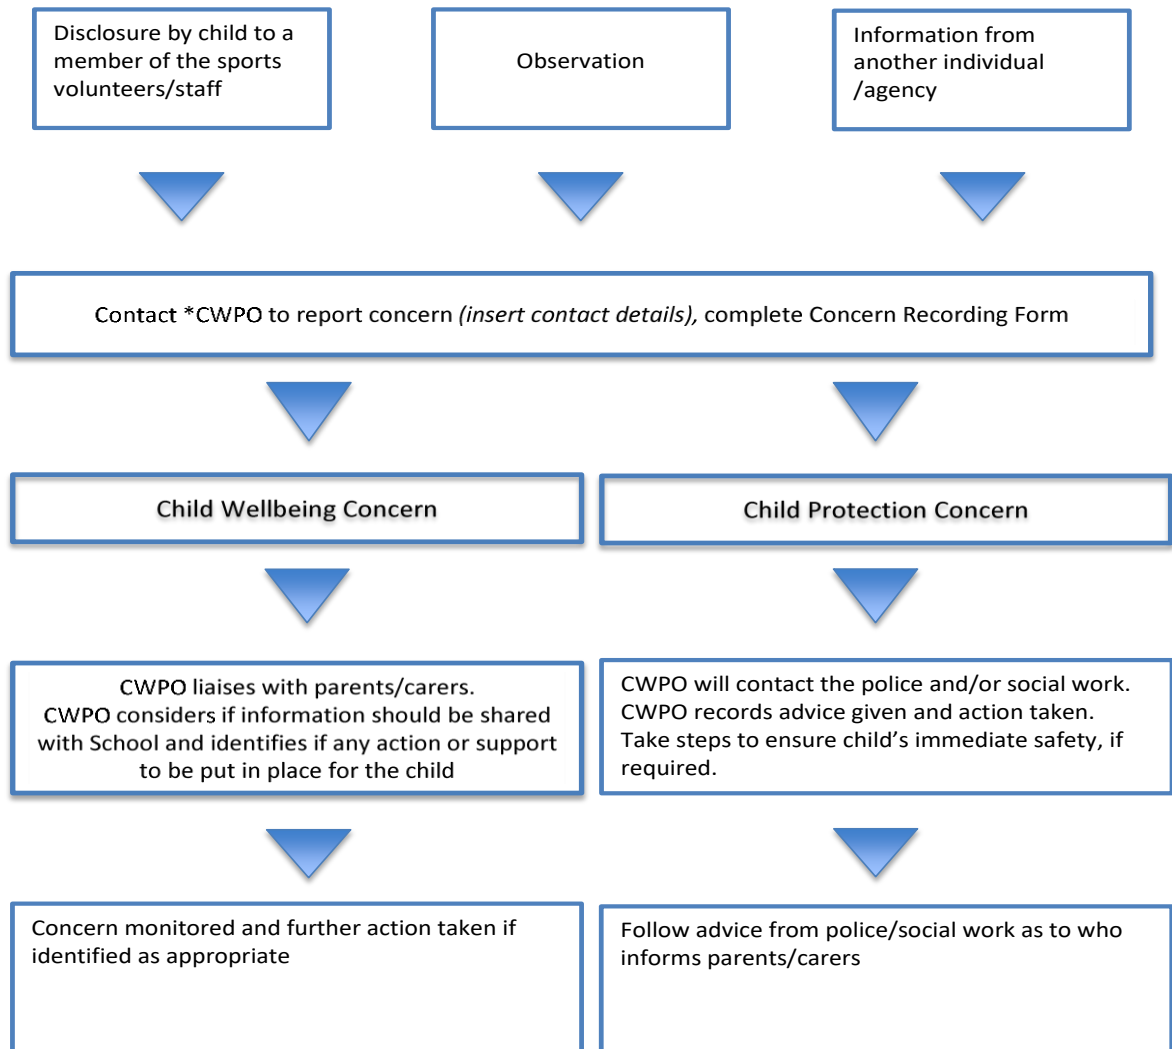 Disclosure by child to a
member of the sports
volunteers/staff
Observation
Information from
another individual
/agency
Contact *CWPO to report concern (insert contact details), complete Concern Recording Form
Child Wellbeing Concern
Child Protection Concern
CWPO liaises with parents/carers.
CWPO considers if information should be shared
with School and identifies if any action or support
to be put in place for the child
CWPO will contact the police and/or social work.
CWPO records advice given and action taken.
Take steps to ensure child's immediate safety, if
required.
Concern monitored and further action taken if
identified as appropriate
Follow advice from police/social work as to who
informs parents/carers